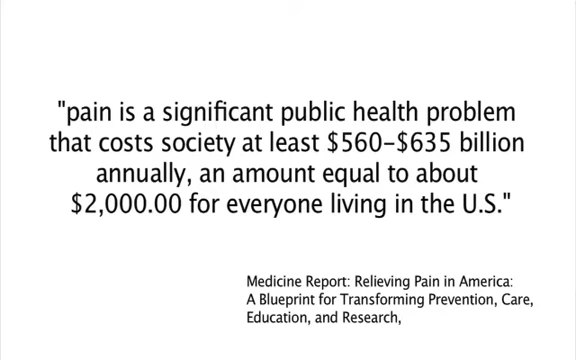 "pain is a significant public health problem
that costs society at least $560–$635 billion
annually, an amount equal to about
$2,000.00 for everyone living in the U.S."
Medicine Report: Relieving Pain in America:
A Blueprint for Transforming Prevention, Care,
Education, and Research,